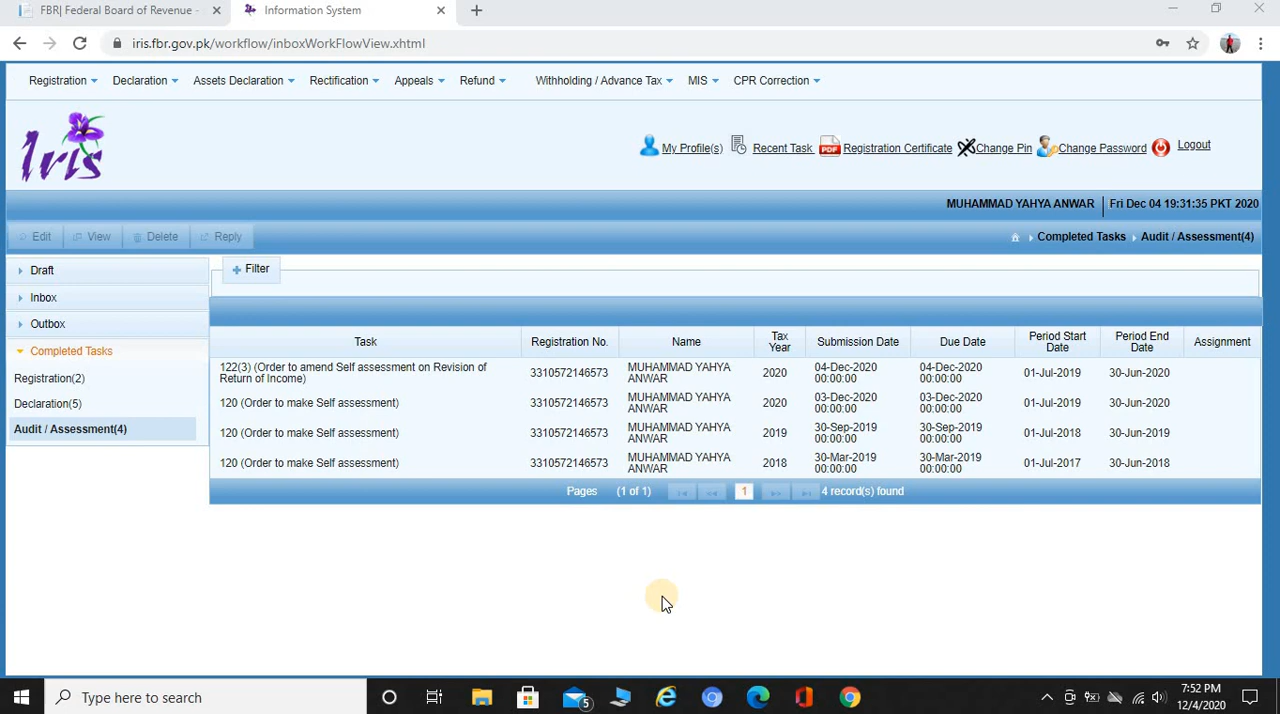 FBR| Federal Board of Revenue -
Information System
iris.fbr.gov.pk/workflow/inboxWorkFlowView.xhtml
Registration Declaration Assets Declaration Rectification Appeals Refund Withholding / Advance Tax MIS CPR Correction
Iris
My Profile(s) Recent Task PDF Registration Certificate Change Pin Change Password Logout
MUHAMMAD YAHYA ANWAR Fri Dec 04 19:31:35 PKT 2020
Edit View Delete Reply Completed Tasks Audit / Assessment(4)
Draft
Inbox
Outbox
Completed Tasks
Registration(2)
Declaration(5)
Audit / Assessment(4)
Filter
Task Registration No. Name Tax Year Submission Date Due Date Period Start Date Period End Date Assignment
122(3) (Order to amend Self assessment on Revision of Return of Income) 3310572146573 MUHAMMAD YAHYA ANWAR 2020 04-Dec-2020 00:00:00 04-Dec-2020 00:00:00 01-Jul-2019 30-Jun-2020
120 (Order to make Self assessment) 3310572146573 MUHAMMAD YAHYA ANWAR 2020 03-Dec-2020 00:00:00 03-Dec-2020 00:00:00 01-Jul-2019 30-Jun-2020
120 (Order to make Self assessment) 3310572146573 MUHAMMAD YAHYA ANWAR 2019 30-Sep-2019 00:00:00 30-Sep-2019 00:00:00 01-Jul-2018 30-Jun-2019
120 (Order to make Self assessment) 3310572146573 MUHAMMAD YAHYA ANWAR 2018 30-Mar-2019 00:00:00 30-Mar-2019 00:00:00 01-Jul-2017 30-Jun-2018
Pages (1 of 1) 1 4 record(s) found
Type here to search
5
7:52 PM
12/4/2020